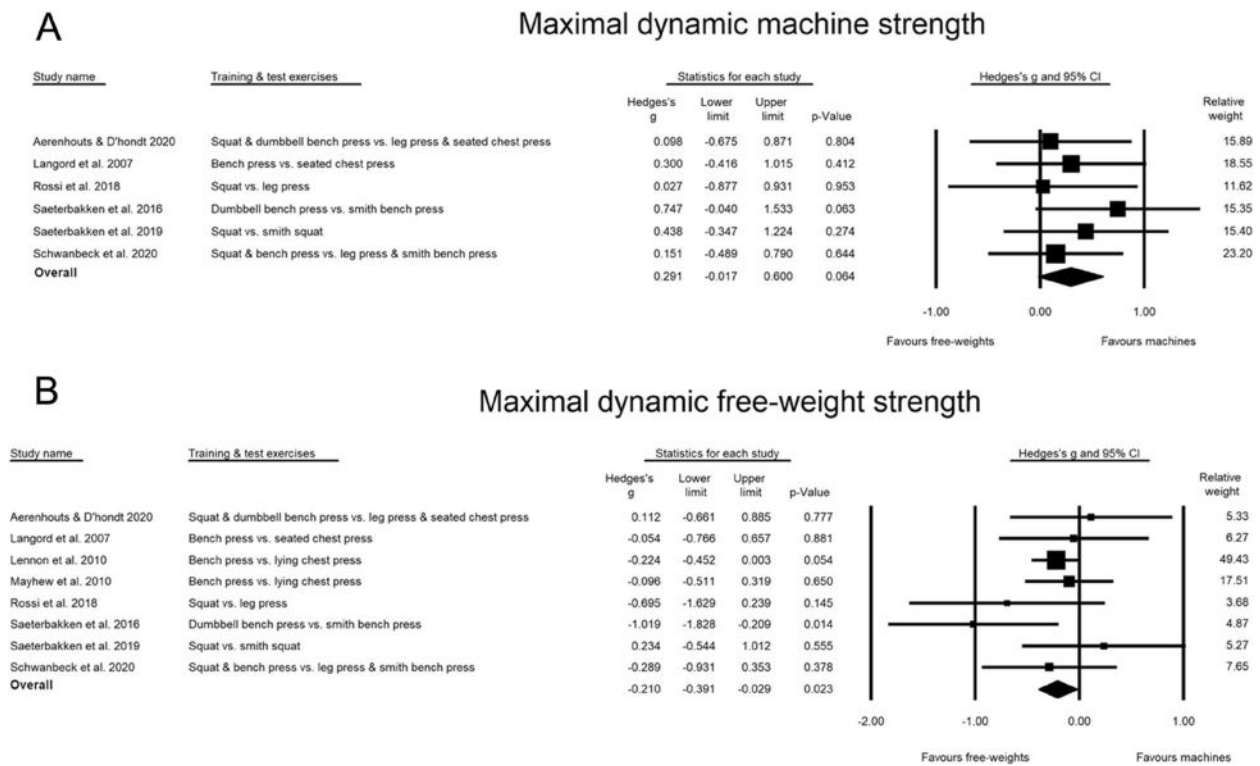 A
Maximal dynamic machine strength
Study name Training & test exercises Statistics for each study Hedges's g and 95% CI
Hedges's g Lower limit Upper limit p-Value Relative weight
Aerenhouts & D'hondt 2020 Squat & dumbbell bench press vs. leg press & seated chest press 0.098 -0.675 0.871 0.804 15.89
Langord et al. 2007 Bench press vs. seated chest press 0.300 -0.416 1.015 0.412 18.55
Rossi et al. 2018 Squat vs. leg press 0.027 -0.877 0.931 0.953 11.62
Saeterbakken et al. 2016 Dumbbell bench press vs. smith bench press 0.747 -0.040 1.533 0.063 15.35
Saeterbakken et al. 2019 Squat vs. smith squat 0.438 -0.347 1.224 0.274 15.40
Schwanbeck et al. 2020 Squat & bench press vs. leg press & smith bench press 0.151 -0.489 0.790 0.644 23.20
Overall 0.291 -0.017 0.600 0.064
-1.00 0.00 1.00
Favours free-weights Favours machines
B
Maximal dynamic free-weight strength
Study name Training & test exercises Statistics for each study Hedges's g and 95% CI
Hedges's g Lower limit Upper limit p-Value Relative weight
Aerenhouts & D'hondt 2020 Squat & dumbbell bench press vs. leg press & seated chest press 0.112 -0.661 0.885 0.777 5.33
Langord et al. 2007 Bench press vs. seated chest press -0.054 -0.766 0.657 0.881 6.27
Lennon et al. 2010 Bench press vs. lying chest press -0.224 -0.452 0.003 0.054 49.43
Mayhew et al. 2010 Bench press vs. lying chest press -0.096 -0.511 0.319 0.650 17.51
Rossi et al. 2018 Squat vs. leg press -0.695 -1.629 0.239 0.145 3.68
Saeterbakken et al. 2016 Dumbbell bench press vs. smith bench press -1.019 -1.828 -0.209 0.014 4.87
Saeterbakken et al. 2019 Squat vs. smith squat 0.234 -0.544 1.012 0.555 5.27
Schwanbeck et al. 2020 Squat & bench press vs. leg press & smith bench press -0.289 -0.931 0.353 0.378 7.65
Overall -0.210 -0.391 -0.029 0.023
-2.00 -1.00 0.00 1.00
Favours free-weights Favours machines